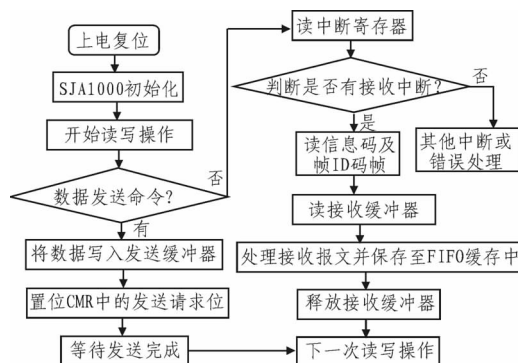 上电复位
SJA1000初始化
开始读写操作
数据发送命令?
否
有
将数据写入发送缓冲器
置位CMR中的发送请求位
等待发送完成
读中断寄存器
判断是否有接收中断?
否
是
读信息码及
帧ID码帧
其他中断或
错误处理
读接收缓冲器
处理接收报文并保存至FIFO缓存中
释放接收缓冲器
下一次读写操作